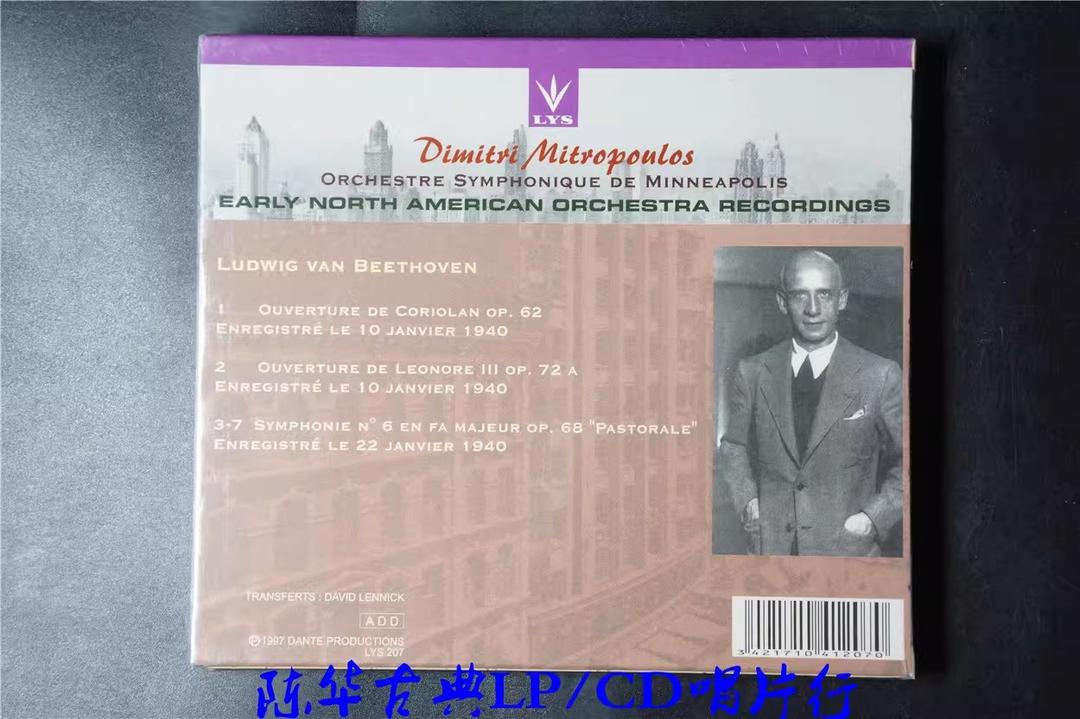 LYS
Dimitri Mitropoulos
ORCHESTRE SYMPHONIQUE DE MINNEAPOLIS
EARLY NORTH AMERICAN ORCHESTRA RECORDINGS
LUDWIG VAN BEETHOVEN
1 OUVERTURE DE CORIOLAN OP. 62
ENREGISTRÉ LE 10 JANVIER 1940
2 OUVERTURE DE LEONORE III OP. 72 A
ENREGISTRÉ LE 10 JANVIER 1940
3-7 SYMPHONIE N° 6 EN FA MAJEUR OP. 68 "PASTORALE"
ENREGISTRÉ LE 22 JANVIER 1940
TRANSFERTS : DAVID LENNICK
ADD
℗1997 DANTE PRODUCTIONS
LYS 207
3 421710 412070
陈华古典LP/CD唱片行